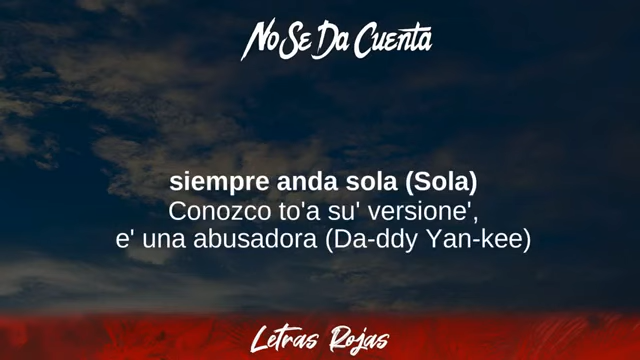 No Se Da Cuenta
siempre anda sola (Sola)
Conozco to'a su' versione',
e' una abusadora (Da-ddy Yan-kee)
Letras Rojas